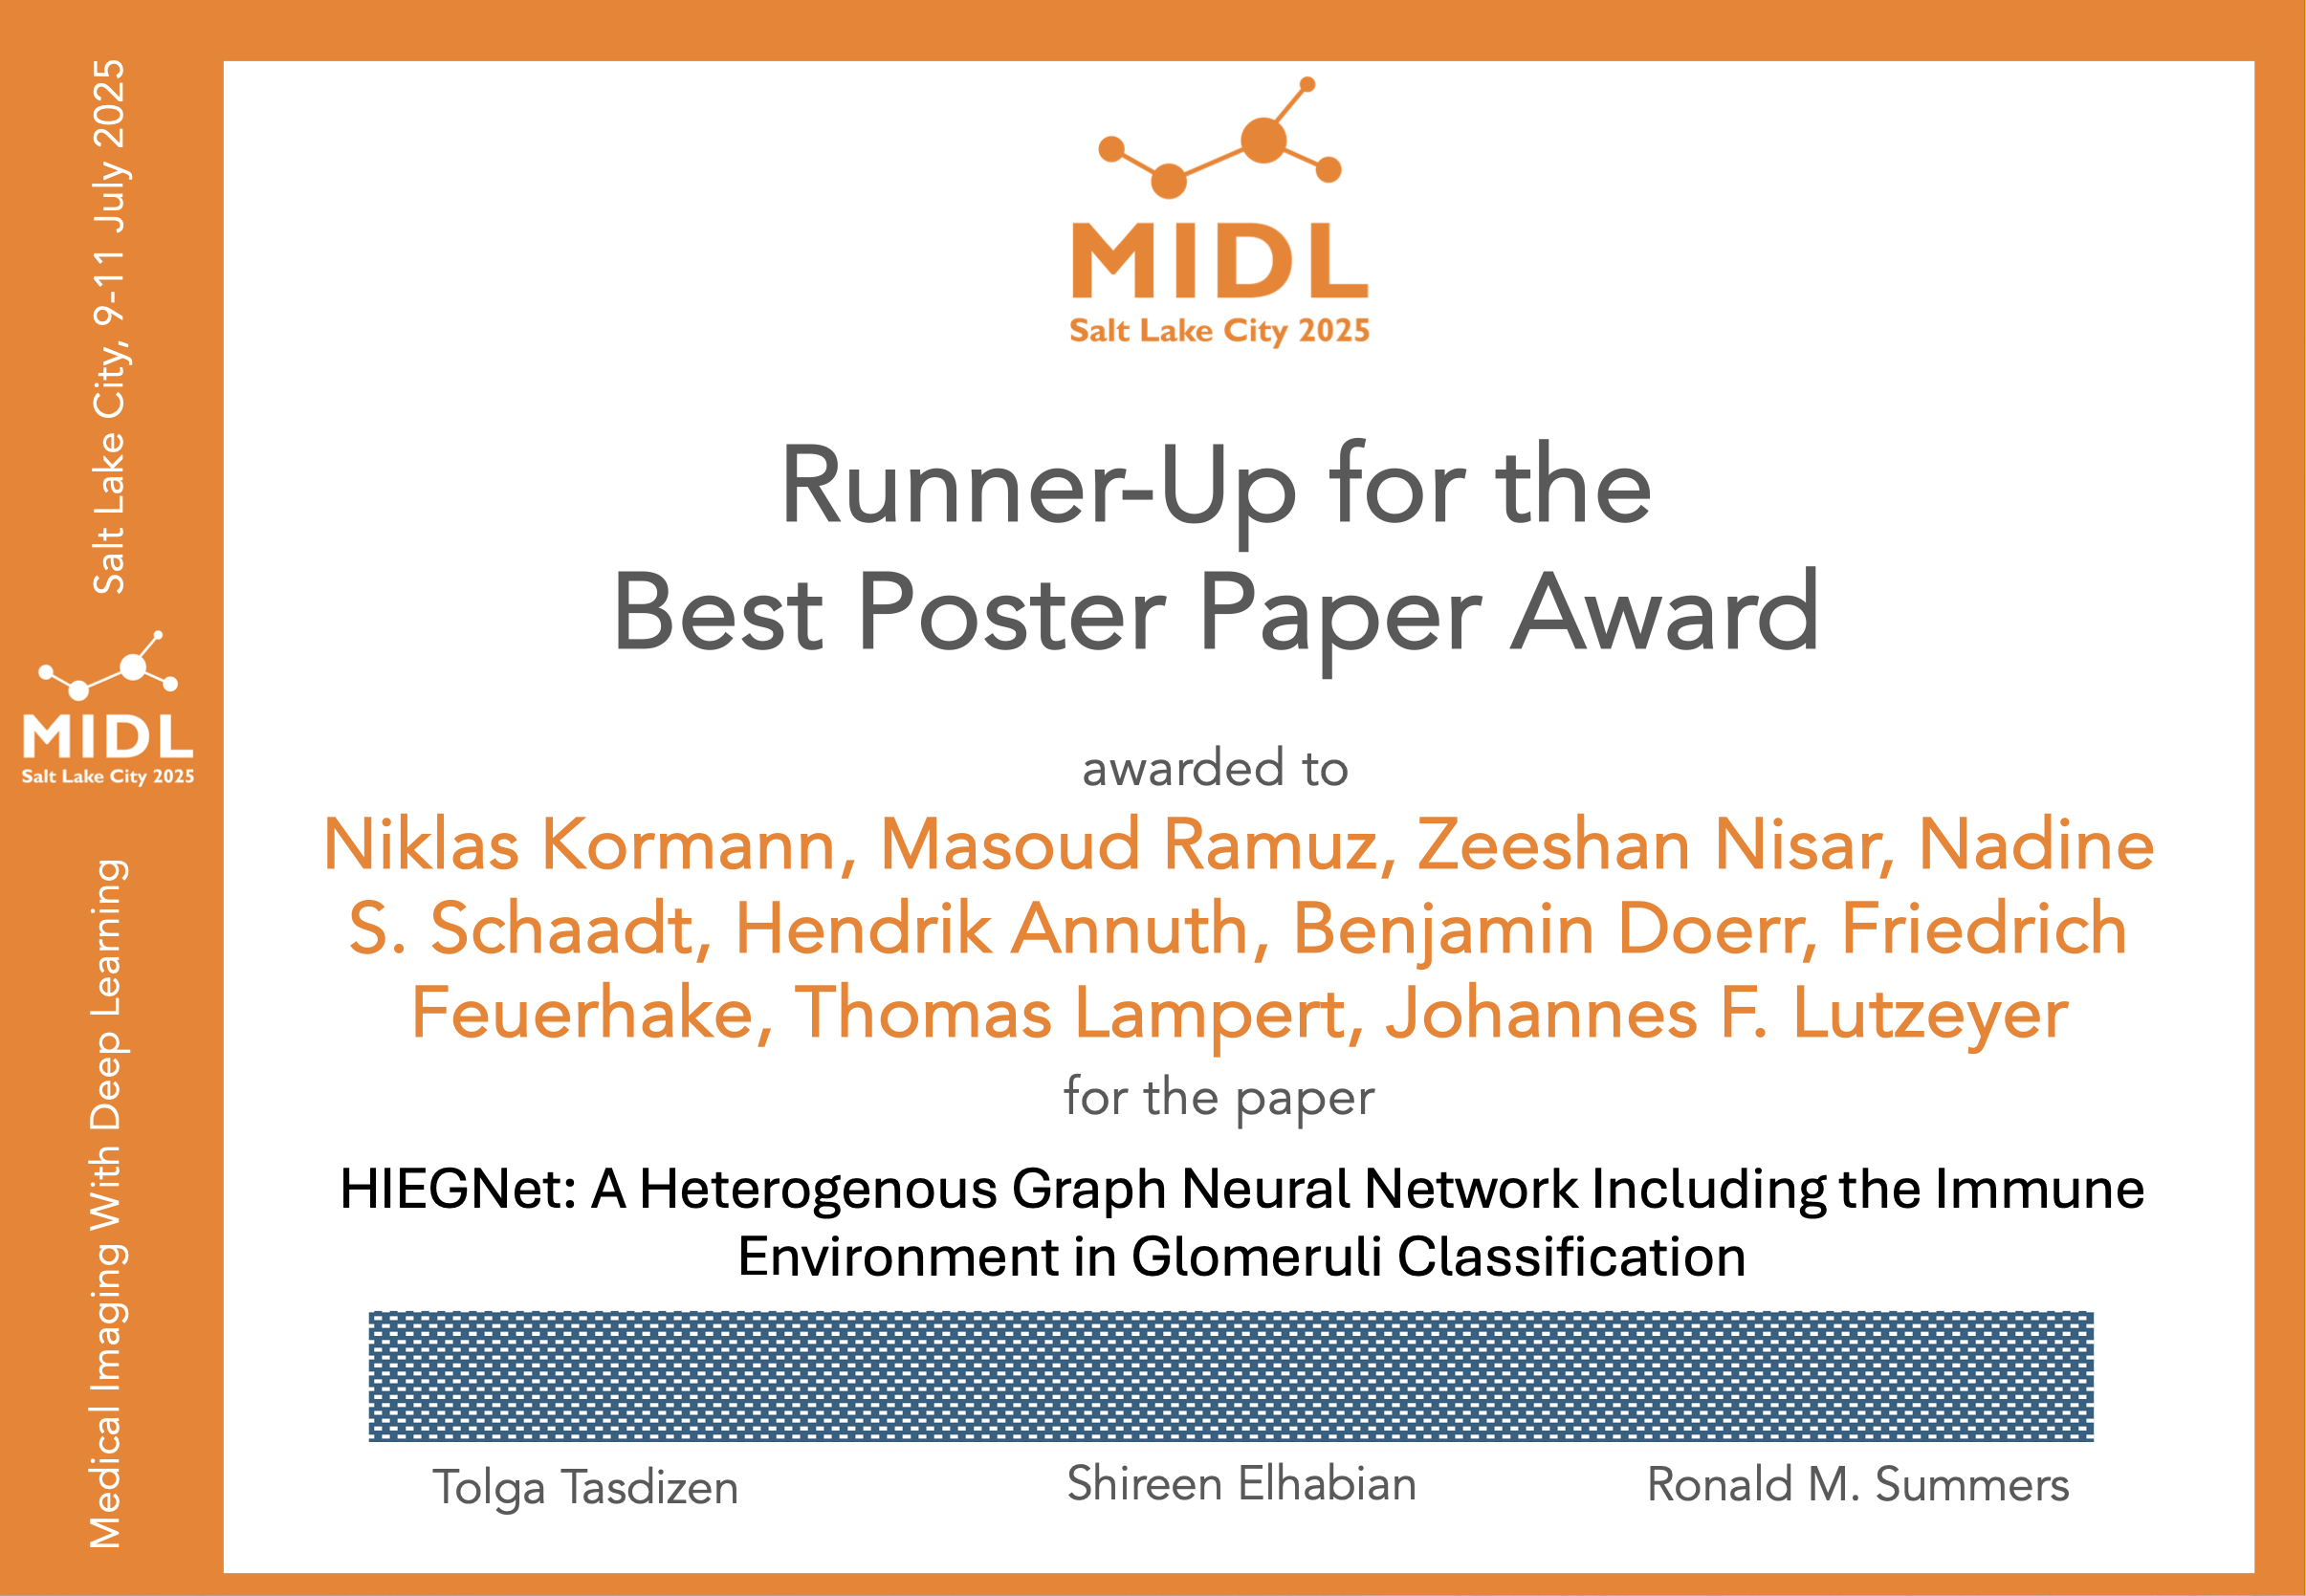 Salt Lake City, 9-11 July 2025
MIDL
Salt Lake City 2025
Medical Imaging With Deep Learning
MIDL
Salt Lake City 2025
Runner-Up for the
Best Poster Paper Award
awarded to
Niklas Kormann, Masoud Ramuz, Zeeshan Nisar, Nadine
S. Schaadt, Hendrik Annuth, Benjamin Doerr, Friedrich
Feuerhake, Thomas Lampert, Johannes F. Lutzeyer
for the paper
HIEGNet: A Heterogenous Graph Neural Network Including the Immune
Environment in Glomeruli Classification
Tolga Tasdizen
Shireen Elhabian
Ronald M. Summers